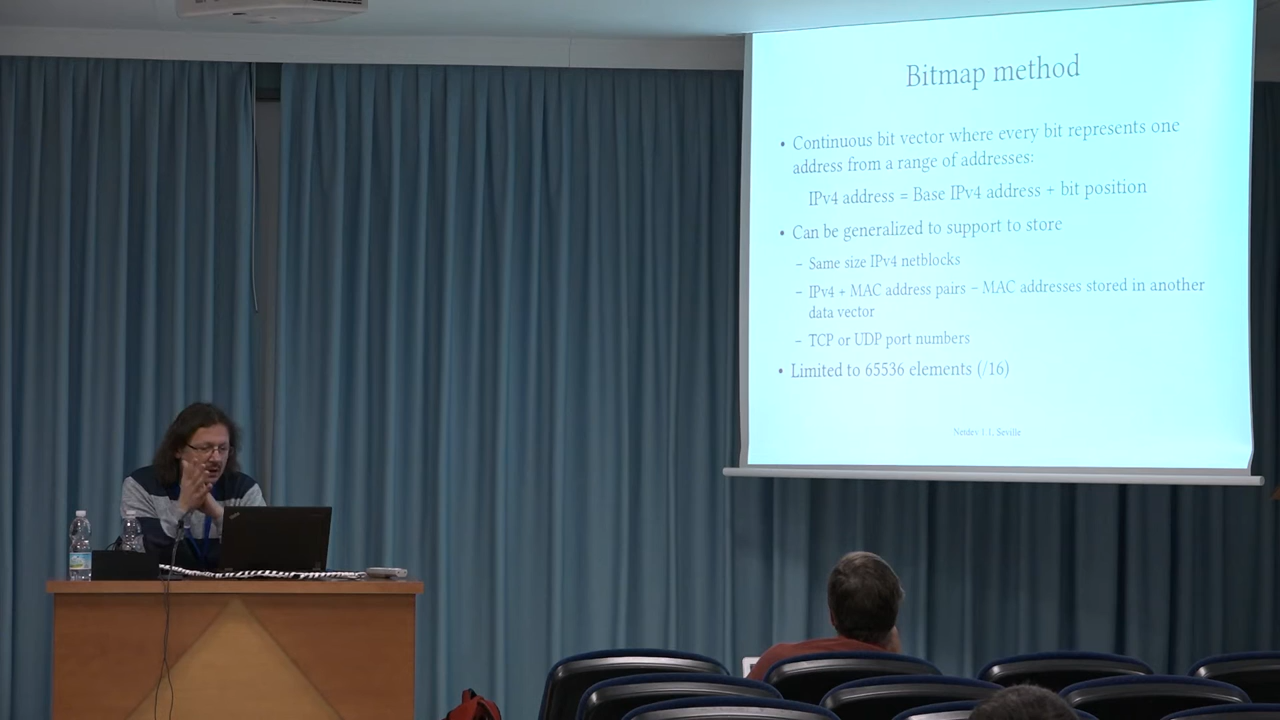 Bitmap method
• Continuous bit vector where every bit represents one
address from a range of addresses:
IPv4 address = Base IPv4 address + bit position
• Can be generalized to support to store
– Same size IPv4 netblocks
– IPv4 + MAC address pairs – MAC addresses stored in another
data vector
– TCP or UDP port numbers
• Limited to 65536 elements (/16)
Netdev 1.1, Seville